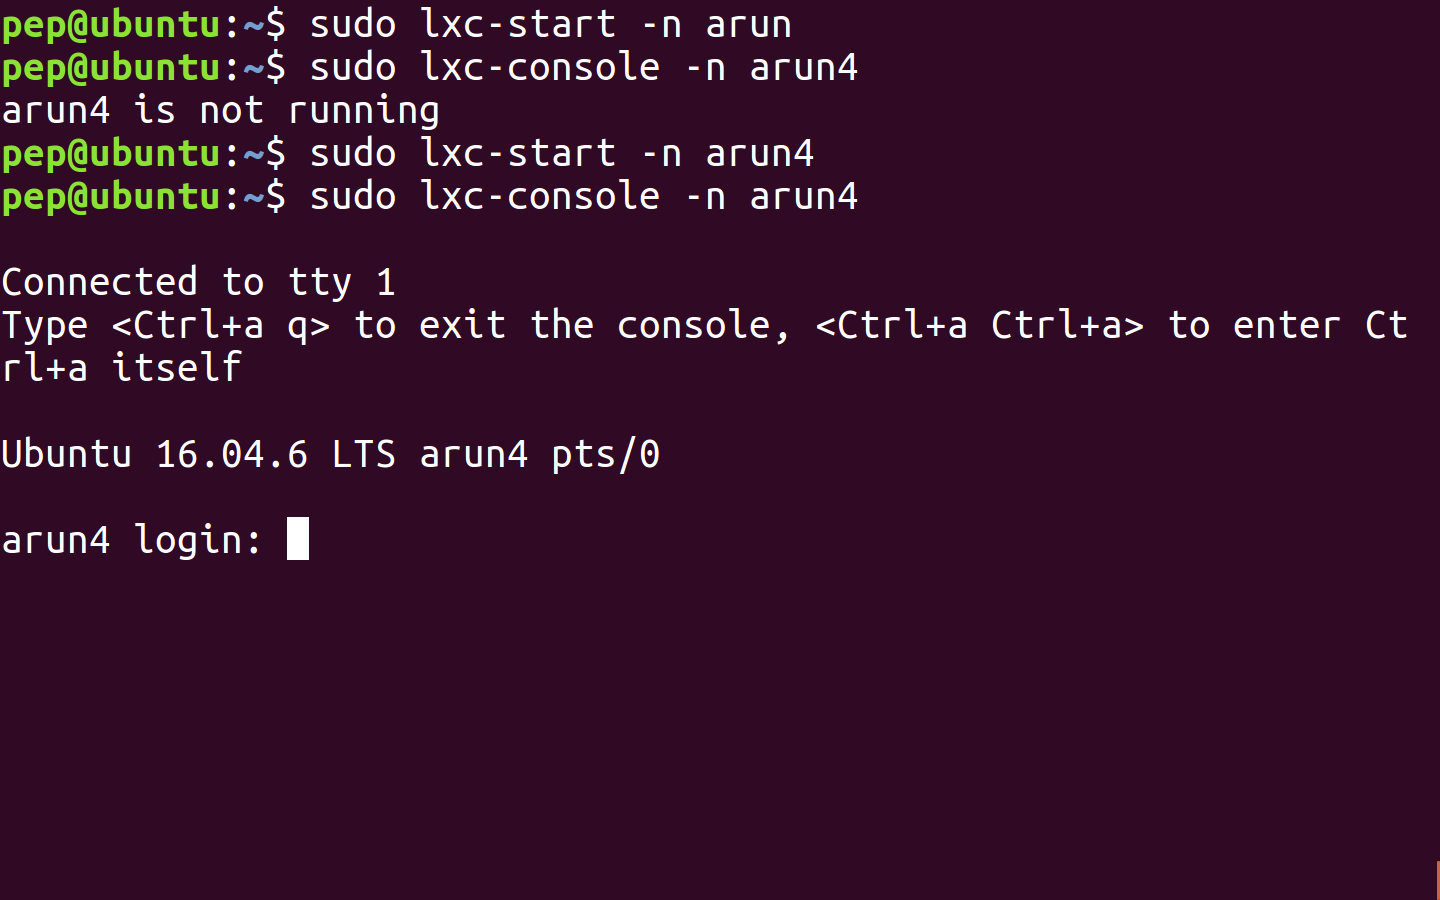 pep@ubuntu:~$ sudo lxc-start -n arun
pep@ubuntu:~$ sudo lxc-console -n arun4
arun4 is not running
pep@ubuntu:~$ sudo lxc-start -n arun4
pep@ubuntu:~$ sudo lxc-console -n arun4
Connected to tty 1
Type <Ctrl+a q> to exit the console, <Ctrl+a Ctrl+a> to enter Ct
rl+a itself
Ubuntu 16.04.6 LTS arun4 pts/0
arun4 login: